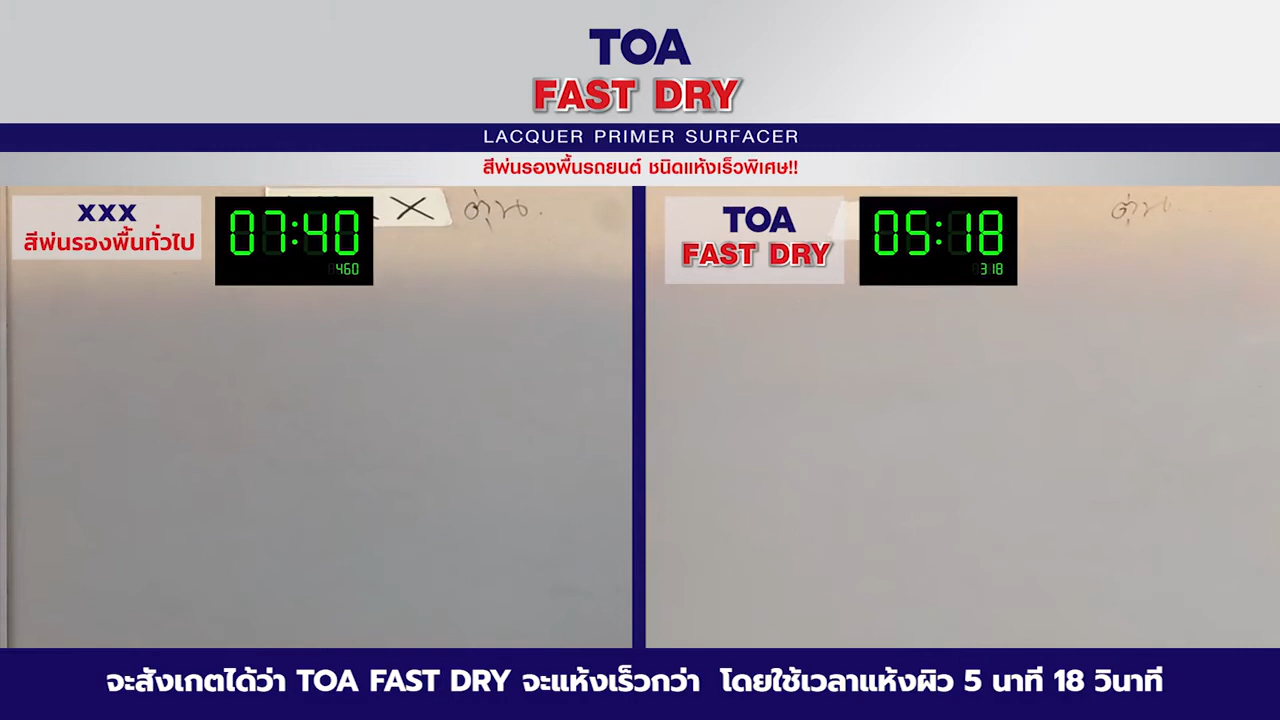 TOA
FAST DRY
LACQUER PRIMER SURFACER
สีพ่นรองพื้นรถยนต์ ชนิดแห้งเร็วพิเศษ!!
xxx
สีพ่นรองพื้นทั่วไป
07:40
460
X
TOA
FAST DRY
05:18
318
จะสังเกตได้ว่า TOA FAST DRY จะแห้งเร็วกว่า โดยใช้เวลาแห้งผิว 5 นาที 18 วินาที